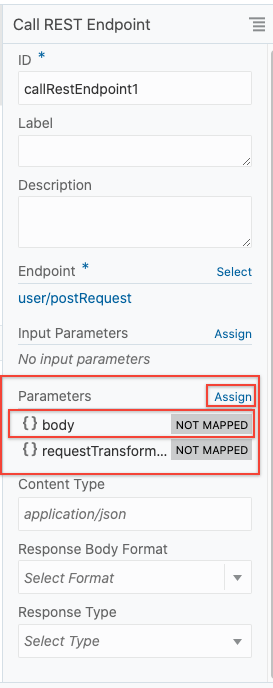 Call REST Endpoint
ID *
callRestEndpoint1
Label
Description
Endpoint * Select
user/postRequest
Input Parameters Assign
No input parameters
Parameters Assign
{} body NOT MAPPED
{} requestTransform... NOT MAPPED
Content Type
application/json
Response Body Format
Select Format
Response Type
Select Type